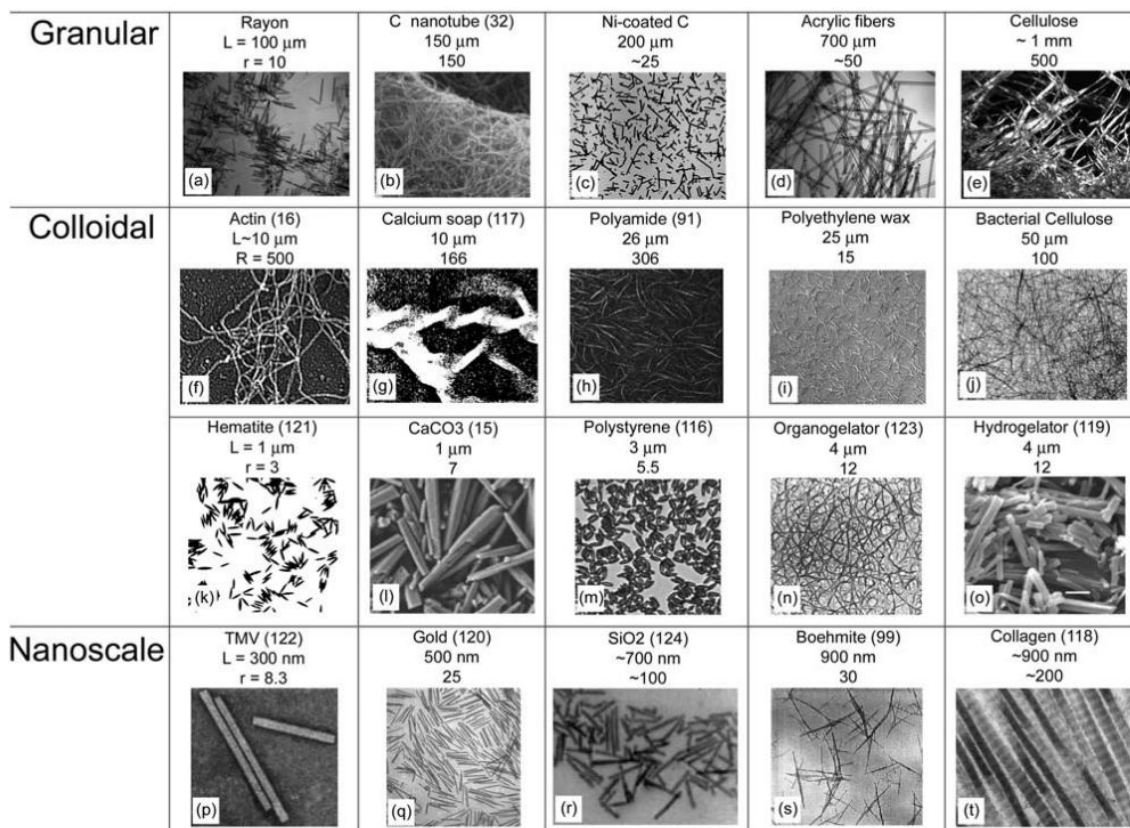 Granular
Rayon
L = 100 μm
r = 10
(a)
C nanotube (32)
150 μm
150
(b)
Ni-coated C
200 μm
~25
(c)
Acrylic fibers
700 μm
~50
(d)
Cellulose
~ 1 mm
500
(e)
Colloidal
Actin (16)
L~10 μm
R = 500
(f)
Calcium soap (117)
10 μm
166
(g)
Polyamide (91)
26 μm
306
(h)
Polyethylene wax
25 μm
15
(i)
Bacterial Cellulose
50 μm
100
(j)
Hematite (121)
L = 1 μm
r = 3
(k)
CaCO3 (15)
1 μm
7
(l)
Polystyrene (116)
3 μm
5.5
(m)
Organogelator (123)
4 μm
12
(n)
Hydrogelator (119)
4 μm
12
(o)
Nanoscale
TMV (122)
L = 300 nm
r = 8.3
(p)
Gold (120)
500 nm
25
(q)
SiO2 (124)
~700 nm
~100
(r)
Boehmite (99)
900 nm
30
(s)
Collagen (118)
~900 nm
~200
(t)